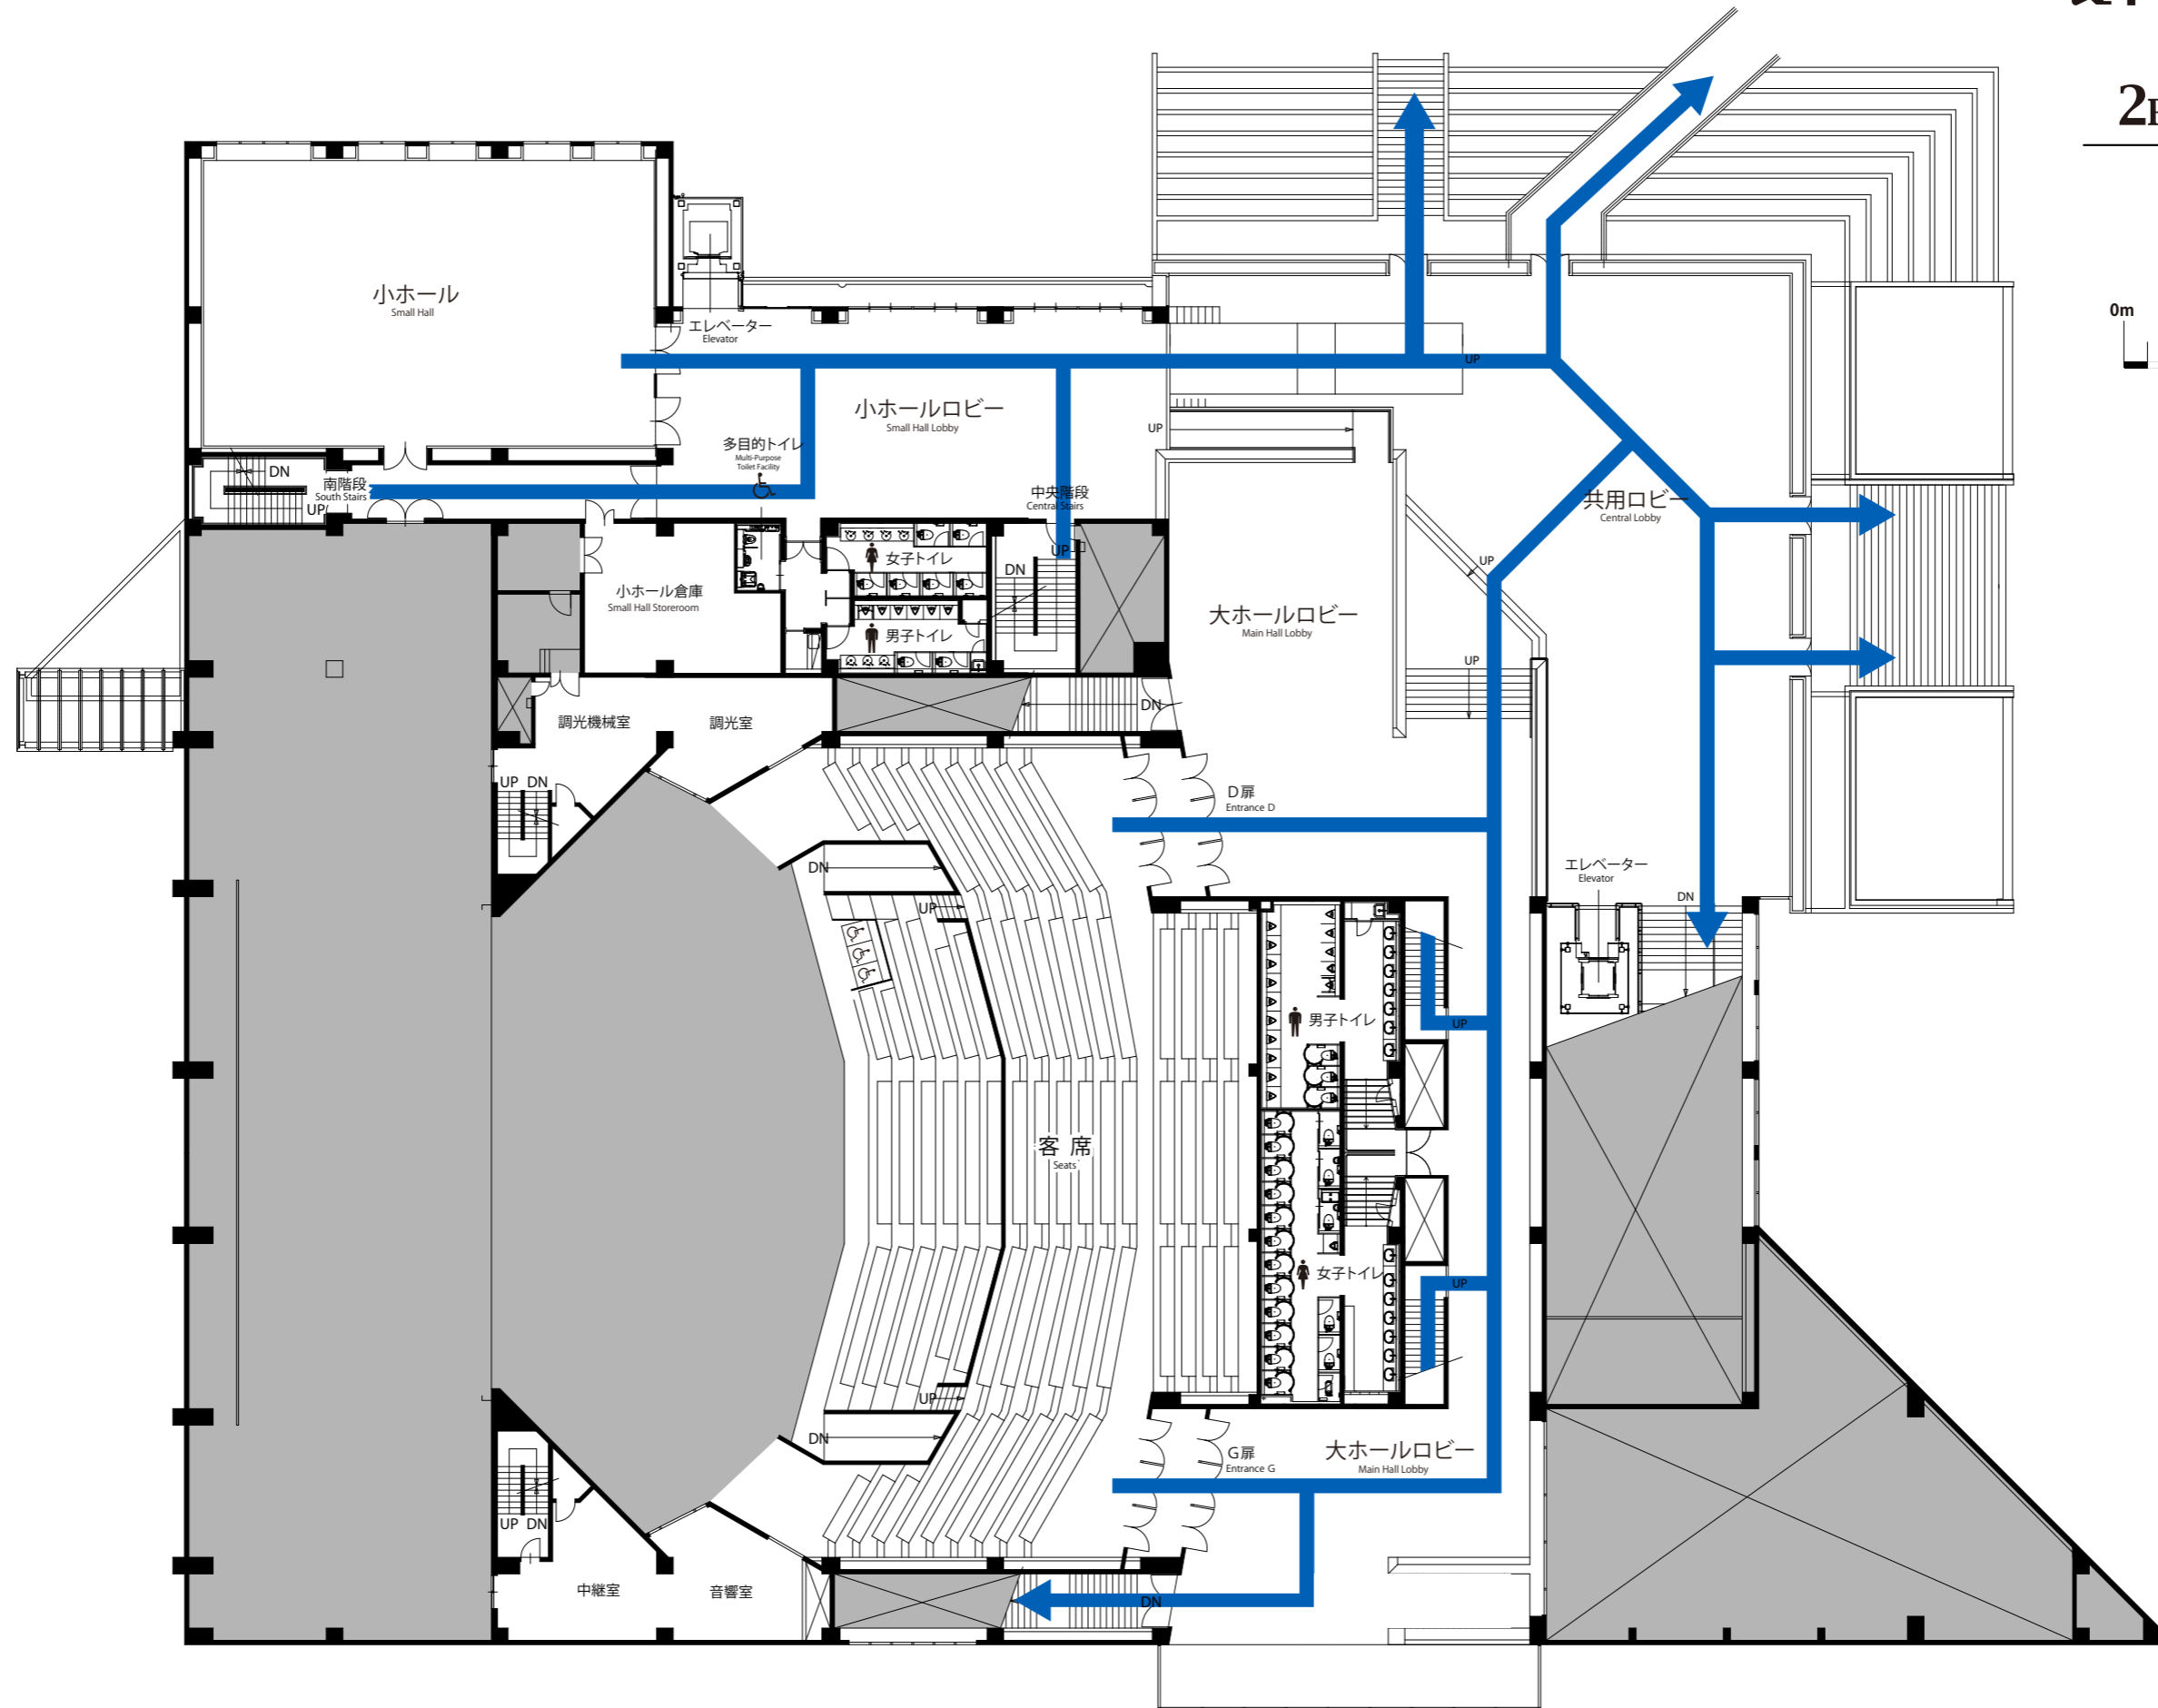 2F
0m
小ホール
Small Hall
エレベーター
Elevator
UP
小ホールロビー
Small Hall Lobby
UP
多目的トイレ
Multi-Purpose
Toilet Facility
DN
南階段
South Stairs
UP
中央階段
Central Stairs
共用ロビー
Central Lobby
女子トイレ
UP
DN
UP
小ホール倉庫
Small Hall Storeroom
男子トイレ
大ホールロビー
Main Hall Lobby
UP
DN
調光機械室
調光室
UP DN
D扉
Entrance D
DN
エレベーター
Elevator
UP
DN
男子トイレ
UP
客 席
Seats
女子トイレ
UP
UP
DN
G扉
Entrance G
大ホールロビー
Main Hall Lobby
UP DN
中継室
音響室
DN